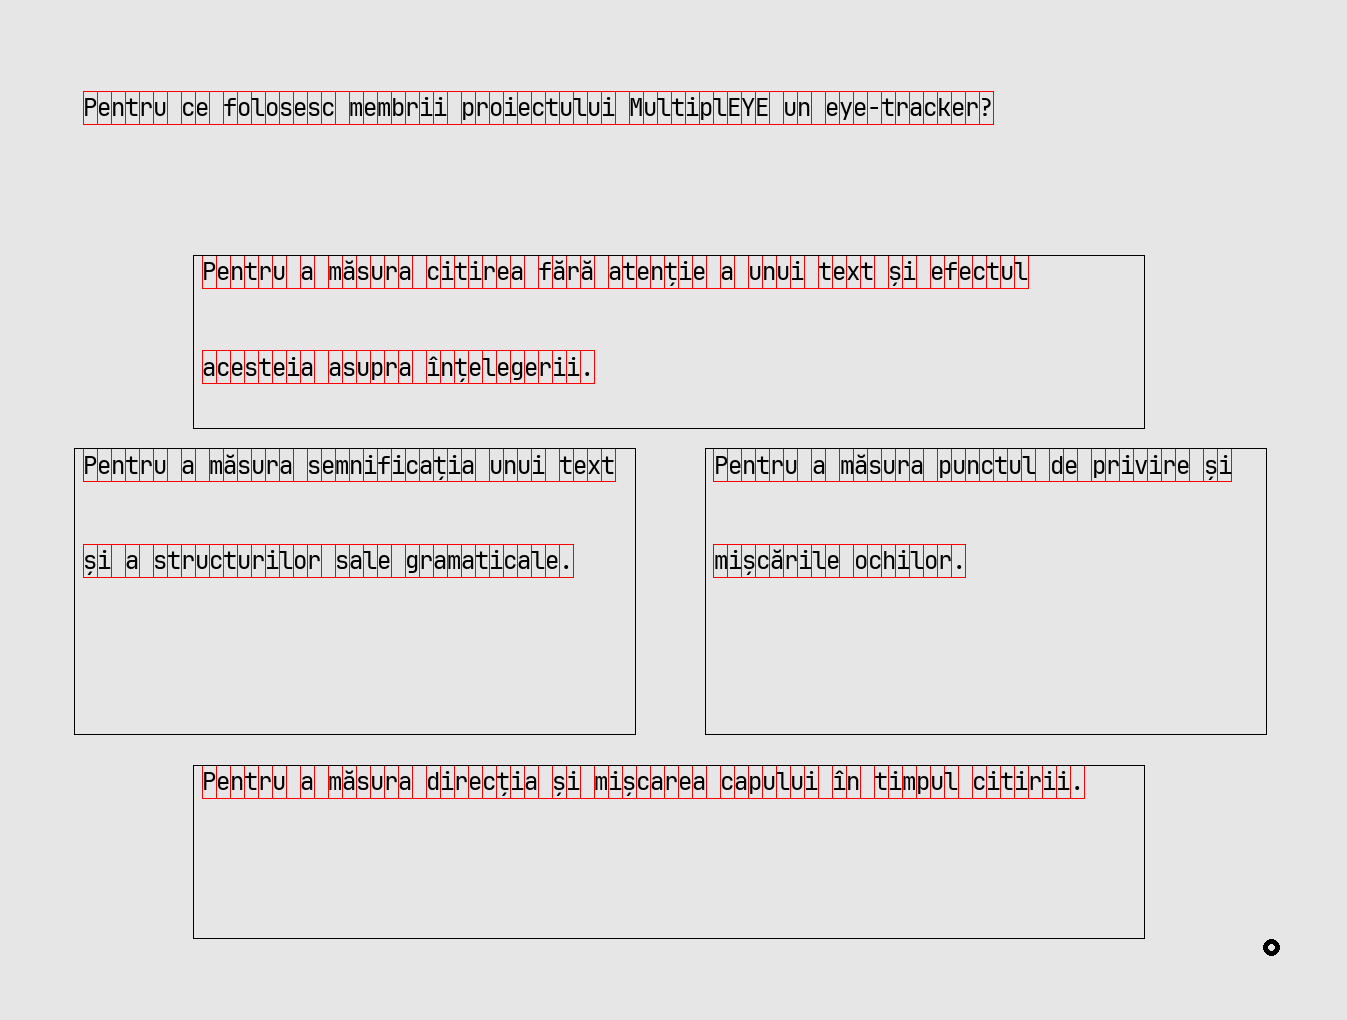 Pentru ce folosesc membrii proiectului MultiplEYE un eye-tracker?
Pentru a măsura citirea fără atenție a unui text și efectul
acesteia asupra înțelegerii.
Pentru a măsura semnificația unui text
și a structurilor sale gramaticale.
Pentru a măsura punctul de privire și
mișcările ochilor.
Pentru a măsura direcția și mișcarea capului în timpul citirii.